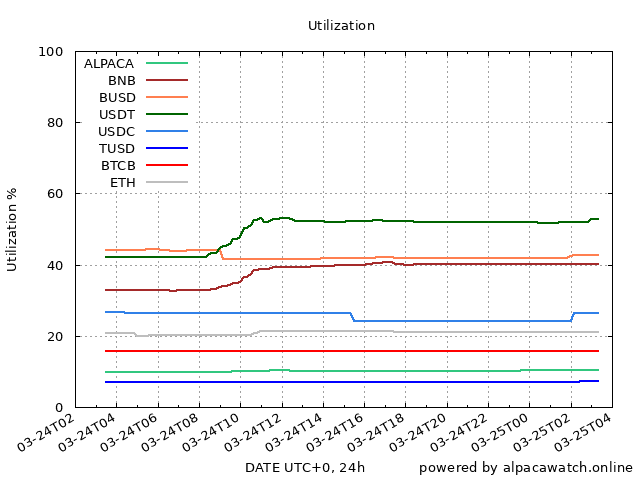 Utilization
Utilization %
100
80
60
40
20
0
ALPACA
BNB
BUSD
USDT
USDC
TUSD
BTCB
ETH
03-24T02
03-24T04
03-24T06
03-24T08
03-24T10
03-24T12
03-24T14
03-24T16
03-24T18
03-24T20
03-24T22
03-25T00
03-25T02
03-25T04
DATE UTC+0, 24h
powered by alpacawatch.online